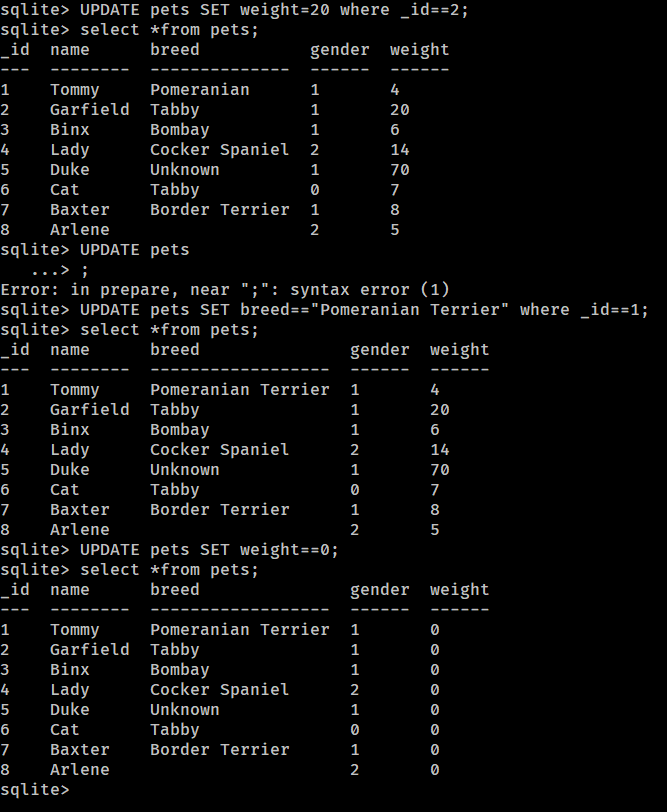 sqlite> UPDATE pets SET weight=20 where _id==2;
sqlite> select *from pets;
_id  name      breed           gender  weight
---  --------  --------------  ------  ------
1    Tommy     Pomeranian      1       4
2    Garfield  Tabby           1       20
3    Binx      Bombay          1       6
4    Lady      Cocker Spaniel  2       14
5    Duke      Unknown         1       70
6    Cat       Tabby           0       7
7    Baxter    Border Terrier  1       8
8    Arlene                    2       5
sqlite> UPDATE pets
   ...> ;
Error: in prepare, near ";": syntax error (1)
sqlite> UPDATE pets SET breed=="Pomeranian Terrier" where _id==1;
sqlite> select *from pets;
_id  name      breed               gender  weight
---  --------  ------------------  ------  ------
1    Tommy     Pomeranian Terrier  1       4
2    Garfield  Tabby               1       20
3    Binx      Bombay              1       6
4    Lady      Cocker Spaniel      2       14
5    Duke      Unknown             1       70
6    Cat       Tabby               0       7
7    Baxter    Border Terrier      1       8
8    Arlene                        2       5
sqlite> UPDATE pets SET weight==0;
sqlite> select *from pets;
_id  name      breed               gender  weight
---  --------  ------------------  ------  ------
1    Tommy     Pomeranian Terrier  1       0
2    Garfield  Tabby               1       0
3    Binx      Bombay              1       0
4    Lady      Cocker Spaniel      2       0
5    Duke      Unknown             1       0
6    Cat       Tabby               0       0
7    Baxter    Border Terrier      1       0
8    Arlene                        2       0
sqlite>